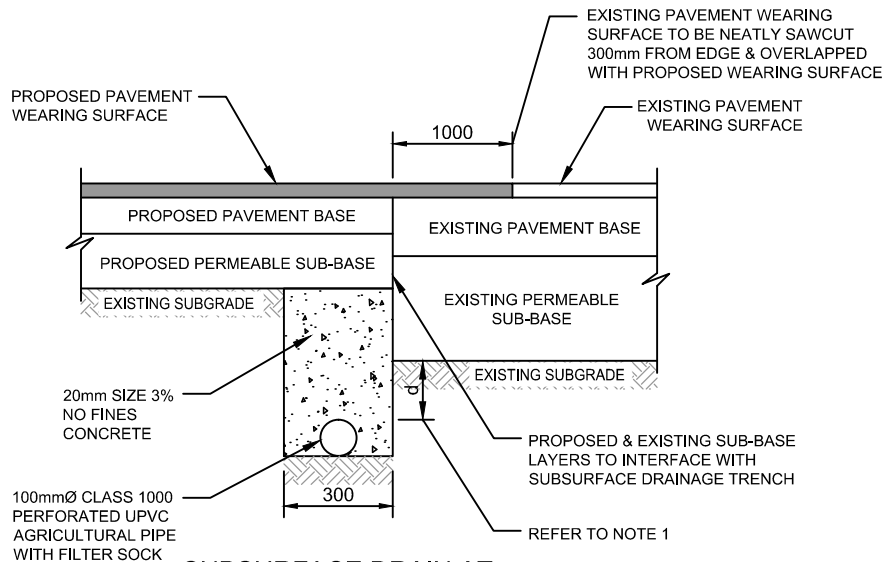 EXISTING PAVEMENT WEARING
SURFACE TO BE NEATLY SAWCUT
300mm FROM EDGE & OVERLAPPED
WITH PROPOSED WEARING SURFACE
PROPOSED PAVEMENT
WEARING SURFACE
EXISTING PAVEMENT
WEARING SURFACE
1000
PROPOSED PAVEMENT BASE
EXISTING PAVEMENT BASE
PROPOSED PERMEABLE SUB-BASE
EXISTING SUBGRADE
EXISTING PERMEABLE
SUB-BASE
EXISTING SUBGRADE
20mm SIZE 3%
NO FINES
CONCRETE
d
PROPOSED & EXISTING SUB-BASE
LAYERS TO INTERFACE WITH
SUBSURFACE DRAINAGE TRENCH
300
100mmØ CLASS 1000
PERFORATED UPVC
AGRICULTURAL PIPE
WITH FILTER SOCK
REFER TO NOTE 1
SUBSURFACE DRAIN AT